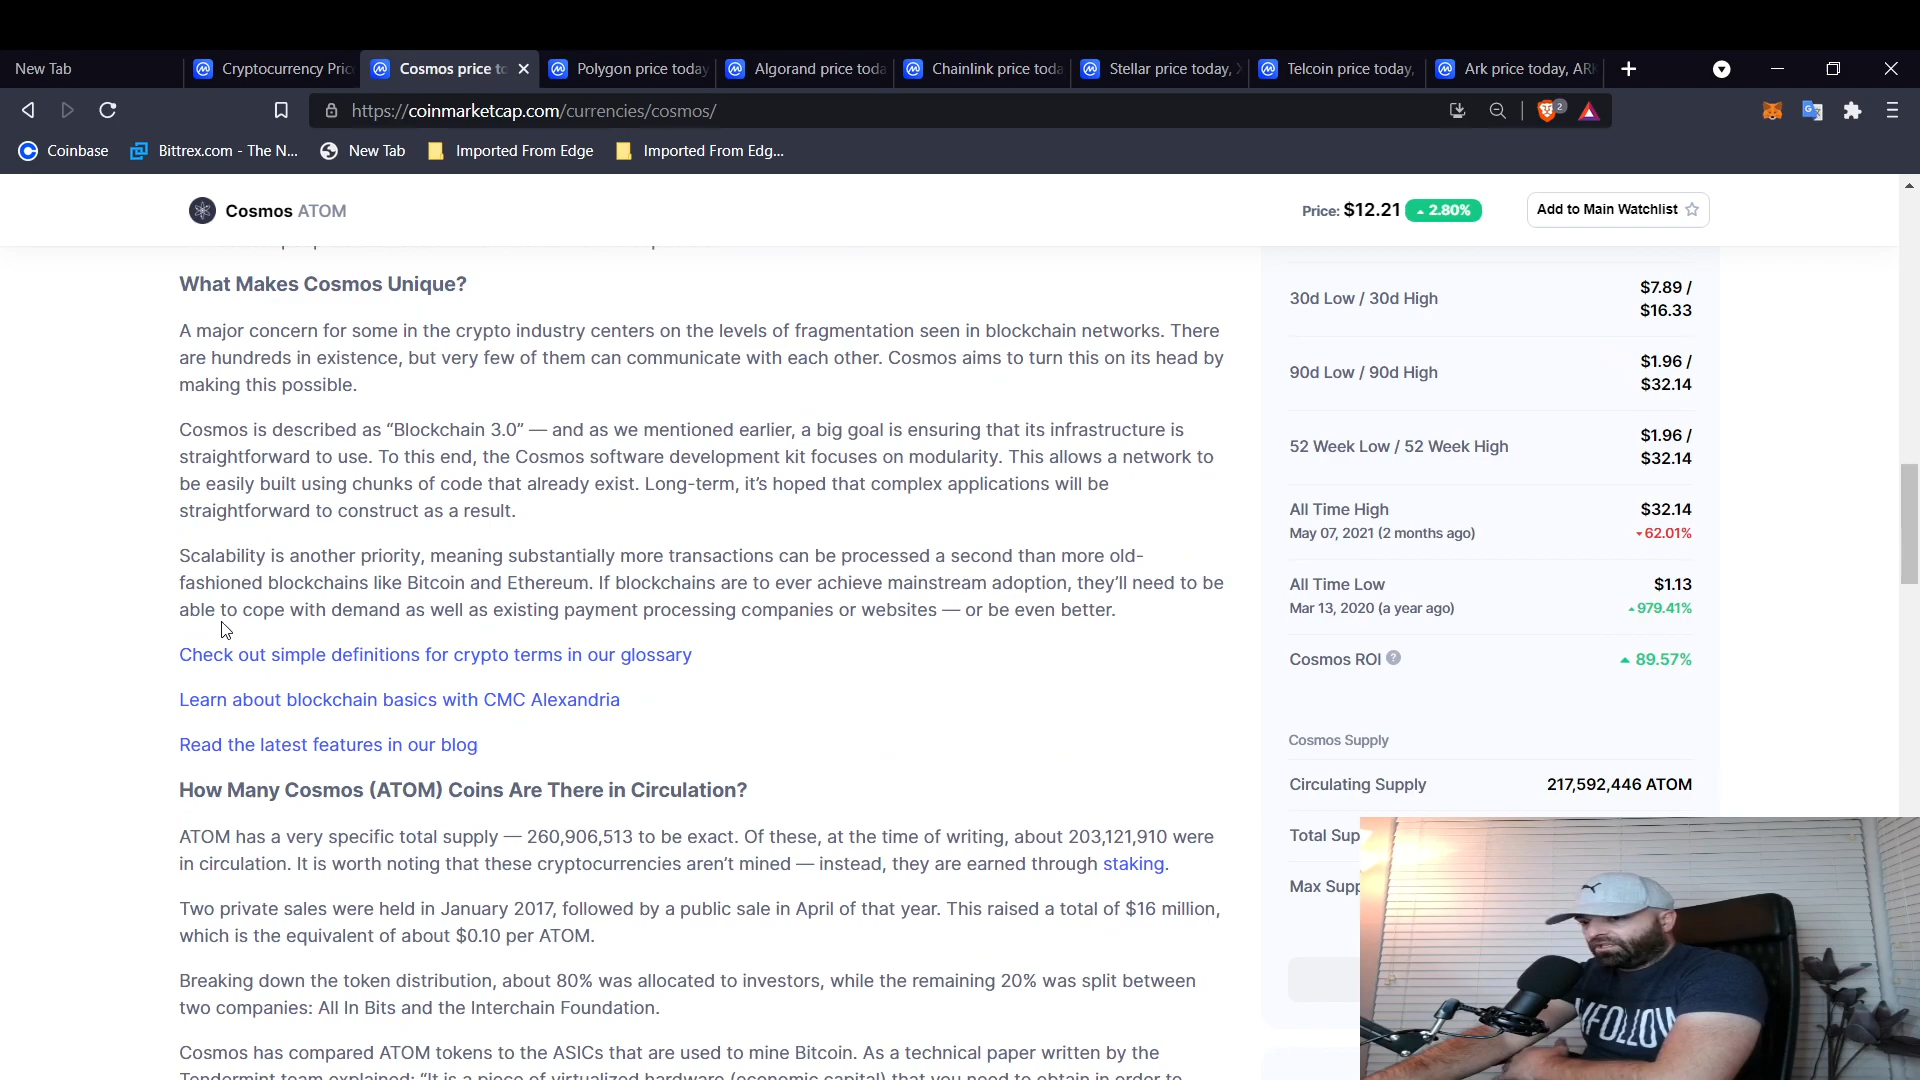 New Tab
Cryptocurrency Pric
Cosmos price to
Polygon price today
Algorand price toda
Chainlink price toda
Stellar price today, X
Telcoin price today,
Ark price today, ARK
https://coinmarketcap.com/currencies/cosmos/
2
Coinbase
Bittrex.com - The N...
New Tab
Imported From Edge
Imported From Edg...
Cosmos ATOM
Price: $12.21
2.80%
Add to Main Watchlist
What Makes Cosmos Unique?
A major concern for some in the crypto industry centers on the levels of fragmentation seen in blockchain networks. There
are hundreds in existence, but very few of them can communicate with each other. Cosmos aims to turn this on its head by
making this possible.
Cosmos is described as “Blockchain 3.0” — and as we mentioned earlier, a big goal is ensuring that its infrastructure is
straightforward to use. To this end, the Cosmos software development kit focuses on modularity. This allows a network to
be easily built using chunks of code that already exist. Long-term, it’s hoped that complex applications will be
straightforward to construct as a result.
Scalability is another priority, meaning substantially more transactions can be processed a second than more old-
fashioned blockchains like Bitcoin and Ethereum. If blockchains are to ever achieve mainstream adoption, they’ll need to be
able to cope with demand as well as existing payment processing companies or websites — or be even better.
Check out simple definitions for crypto terms in our glossary
Learn about blockchain basics with CMC Alexandria
Read the latest features in our blog
How Many Cosmos (ATOM) Coins Are There in Circulation?
ATOM has a very specific total supply — 260,906,513 to be exact. Of these, at the time of writing, about 203,121,910 were
in circulation. It is worth noting that these cryptocurrencies aren’t mined — instead, they are earned through staking.
Two private sales were held in January 2017, followed by a public sale in April of that year. This raised a total of $16 million,
which is the equivalent of about $0.10 per ATOM.
Breaking down the token distribution, about 80% was allocated to investors, while the remaining 20% was split between
two companies: All In Bits and the Interchain Foundation.
Cosmos has compared ATOM tokens to the ASICs that are used to mine Bitcoin. As a technical paper written by the
Tendermint team explained: “It is a piece of virtualized hardware (economic capital) that you need to obtain in order to
30d Low / 30d High
$7.89 /
$16.33
90d Low / 90d High
$1.96 /
$32.14
52 Week Low / 52 Week High
$1.96 /
$32.14
All Time High
$32.14
May 07, 2021 (2 months ago)
62.01%
All Time Low
$1.13
Mar 13, 2020 (a year ago)
979.41%
Cosmos ROI ?
89.57%
Cosmos Supply
Circulating Supply
217,592,446 ATOM
Total Sup
Max Supp
NFOLLOW